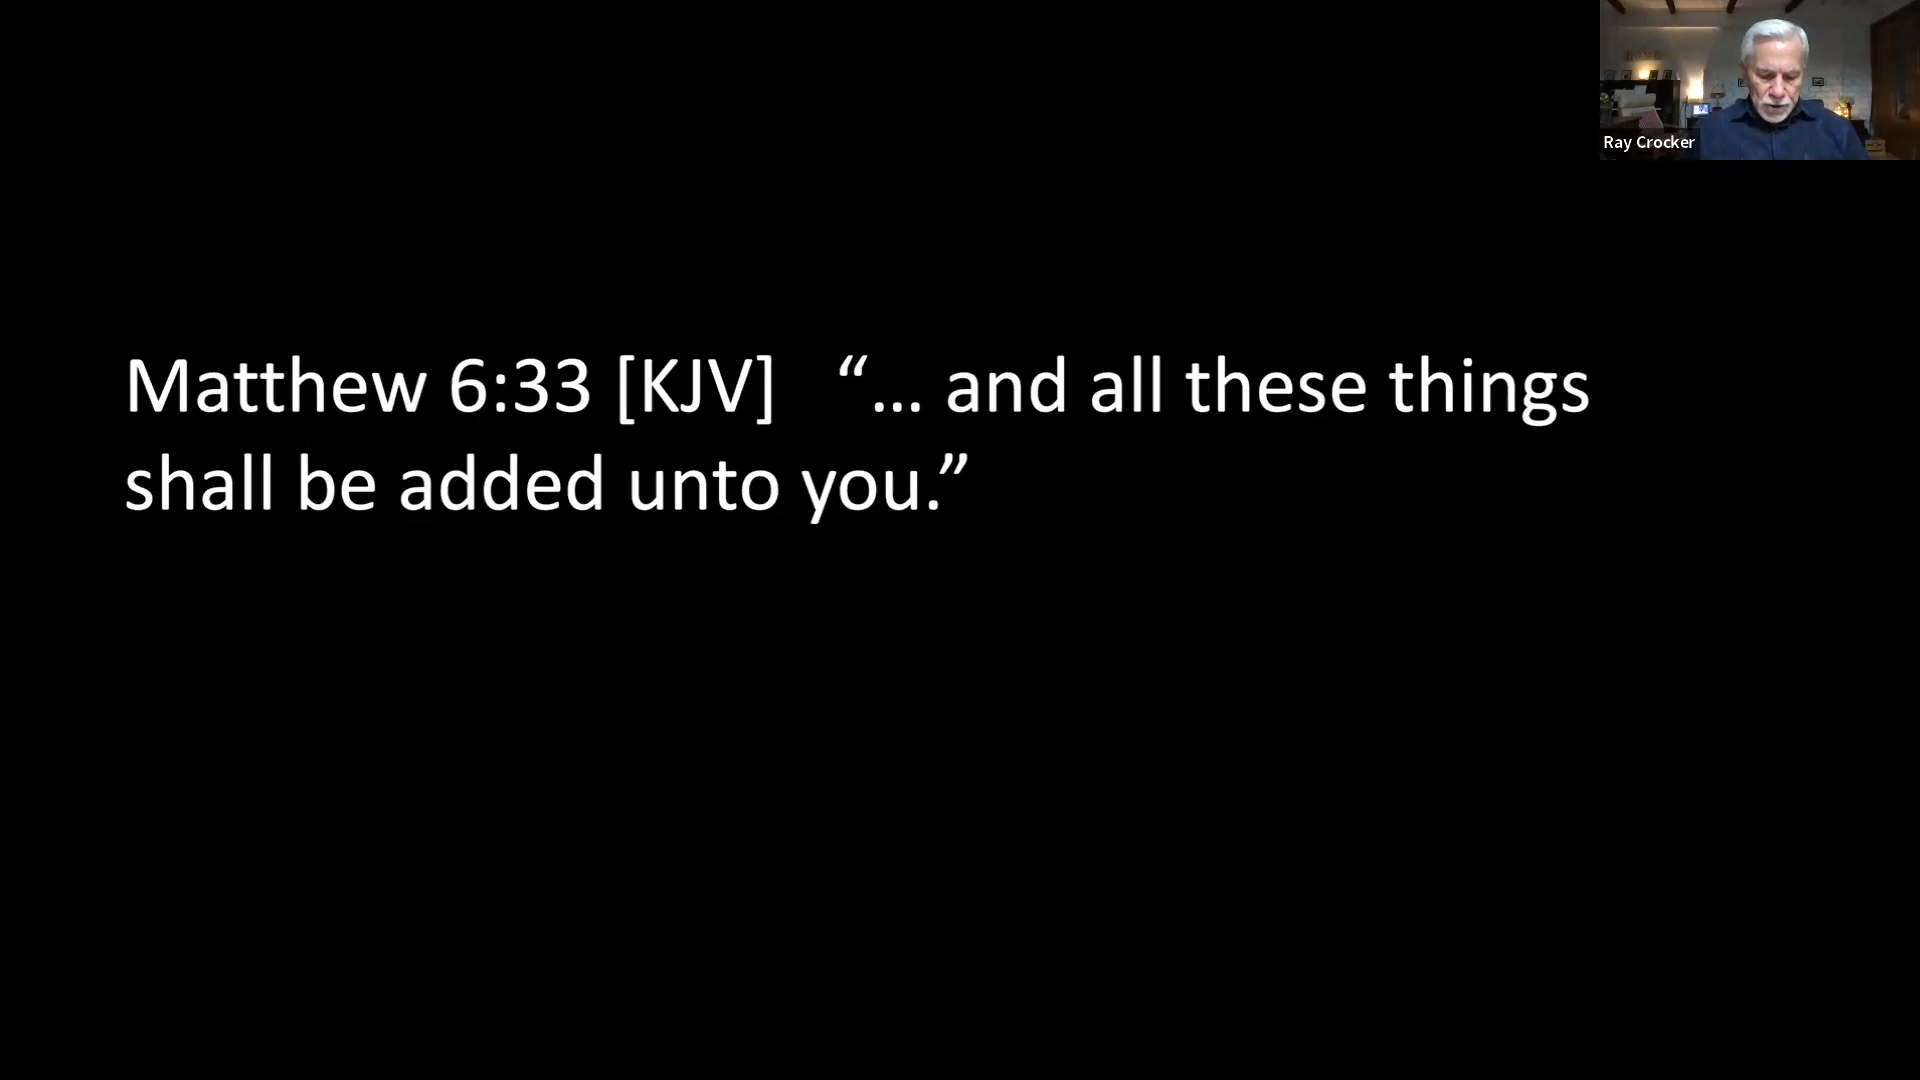 Ray Crocker
Matthew 6:33 [KJV]   “… and all these things
shall be added unto you.”